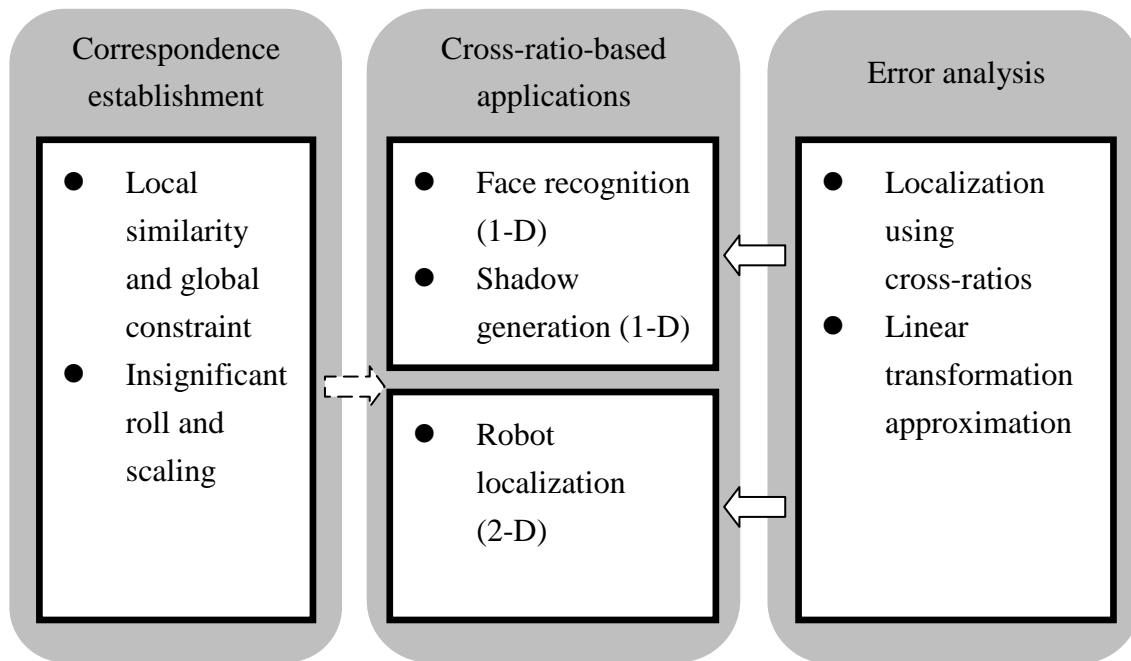 Correspondence
establishment
● Local
similarity
and global
constraint
● Insignificant
roll and
scaling
Cross-ratio-based
applications
● Face recognition
(1-D)
● Shadow
generation (1-D)
● Robot
localization
(2-D)
Error analysis
● Localization
using
cross-ratios
● Linear
transformation
approximation